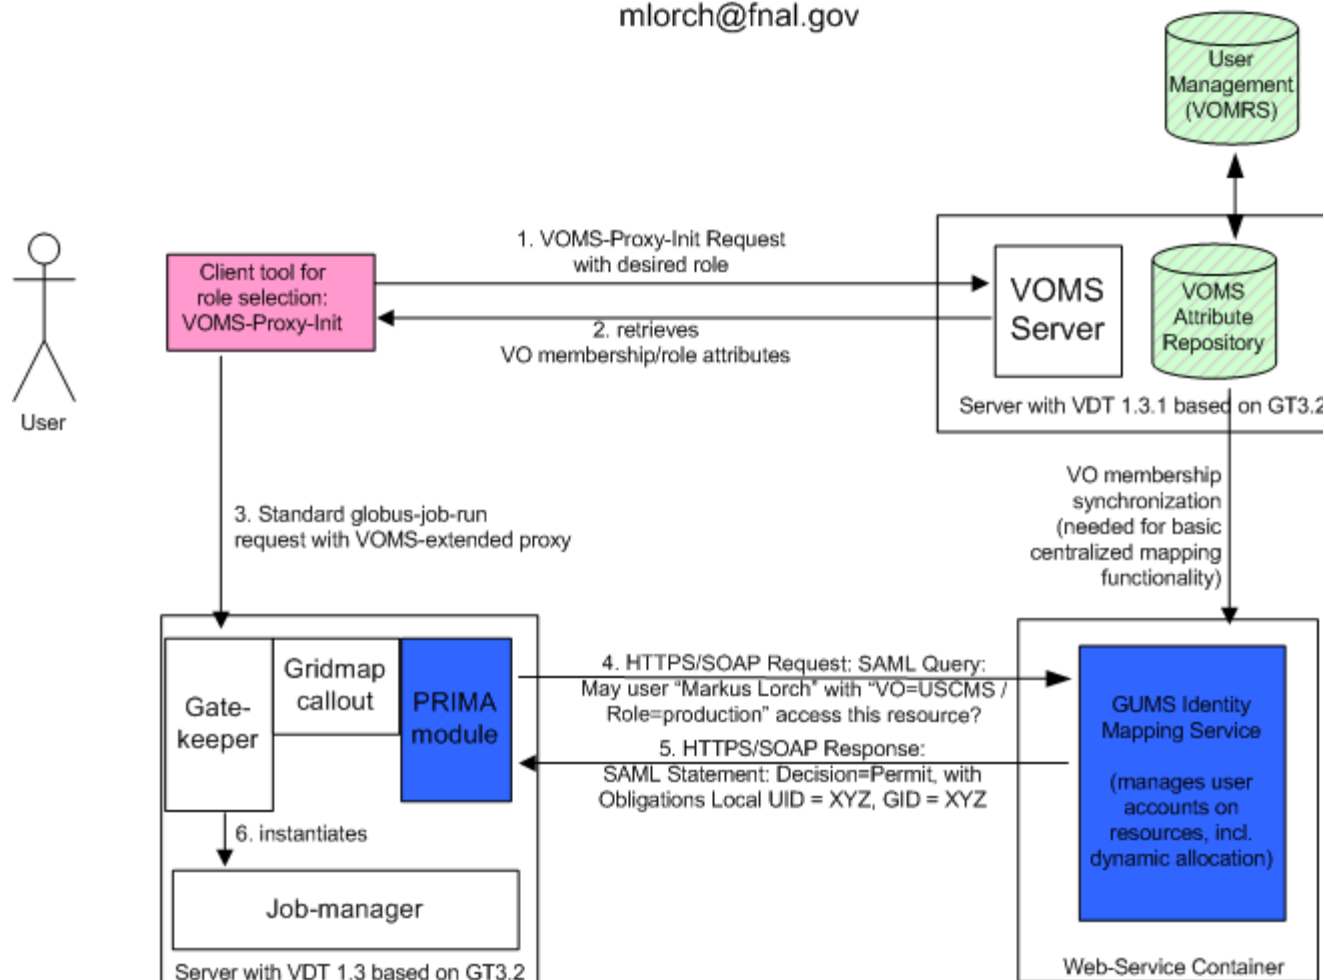 mlorch@fnal.gov
User
Management
(VOMRS)
1. VOMS-Proxy-Init Request
with desired role
Client tool for
role selection:
VOMS-Proxy-Init
2. retrieves
VO membership/role attributes
VOMS
Server
VOMS
Attribute
Repository
Server with VDT 1.3.1 based on GT3.2
User
VO membership
synchronization
(needed for basic
centralized mapping
functionality)
3. Standard globus-job-run
request with VOMS-extended proxy
Gate-
keeper
Gridmap
callout
PRIMA
module
4. HTTPS/SOAP Request: SAML Query:
May user “Markus Lorch” with “VO=USCMS /
Role=production” access this resource?
5. HTTPS/SOAP Response:
SAML Statement: Decision=Permit, with
Obligations Local UID = XYZ, GID = XYZ
GUMS Identity
Mapping Service
(manages user
accounts on
resources, incl.
dynamic allocation)
6. instantiates
Job-manager
Server with VDT 1.3 based on GT3.2
Web-Service Container